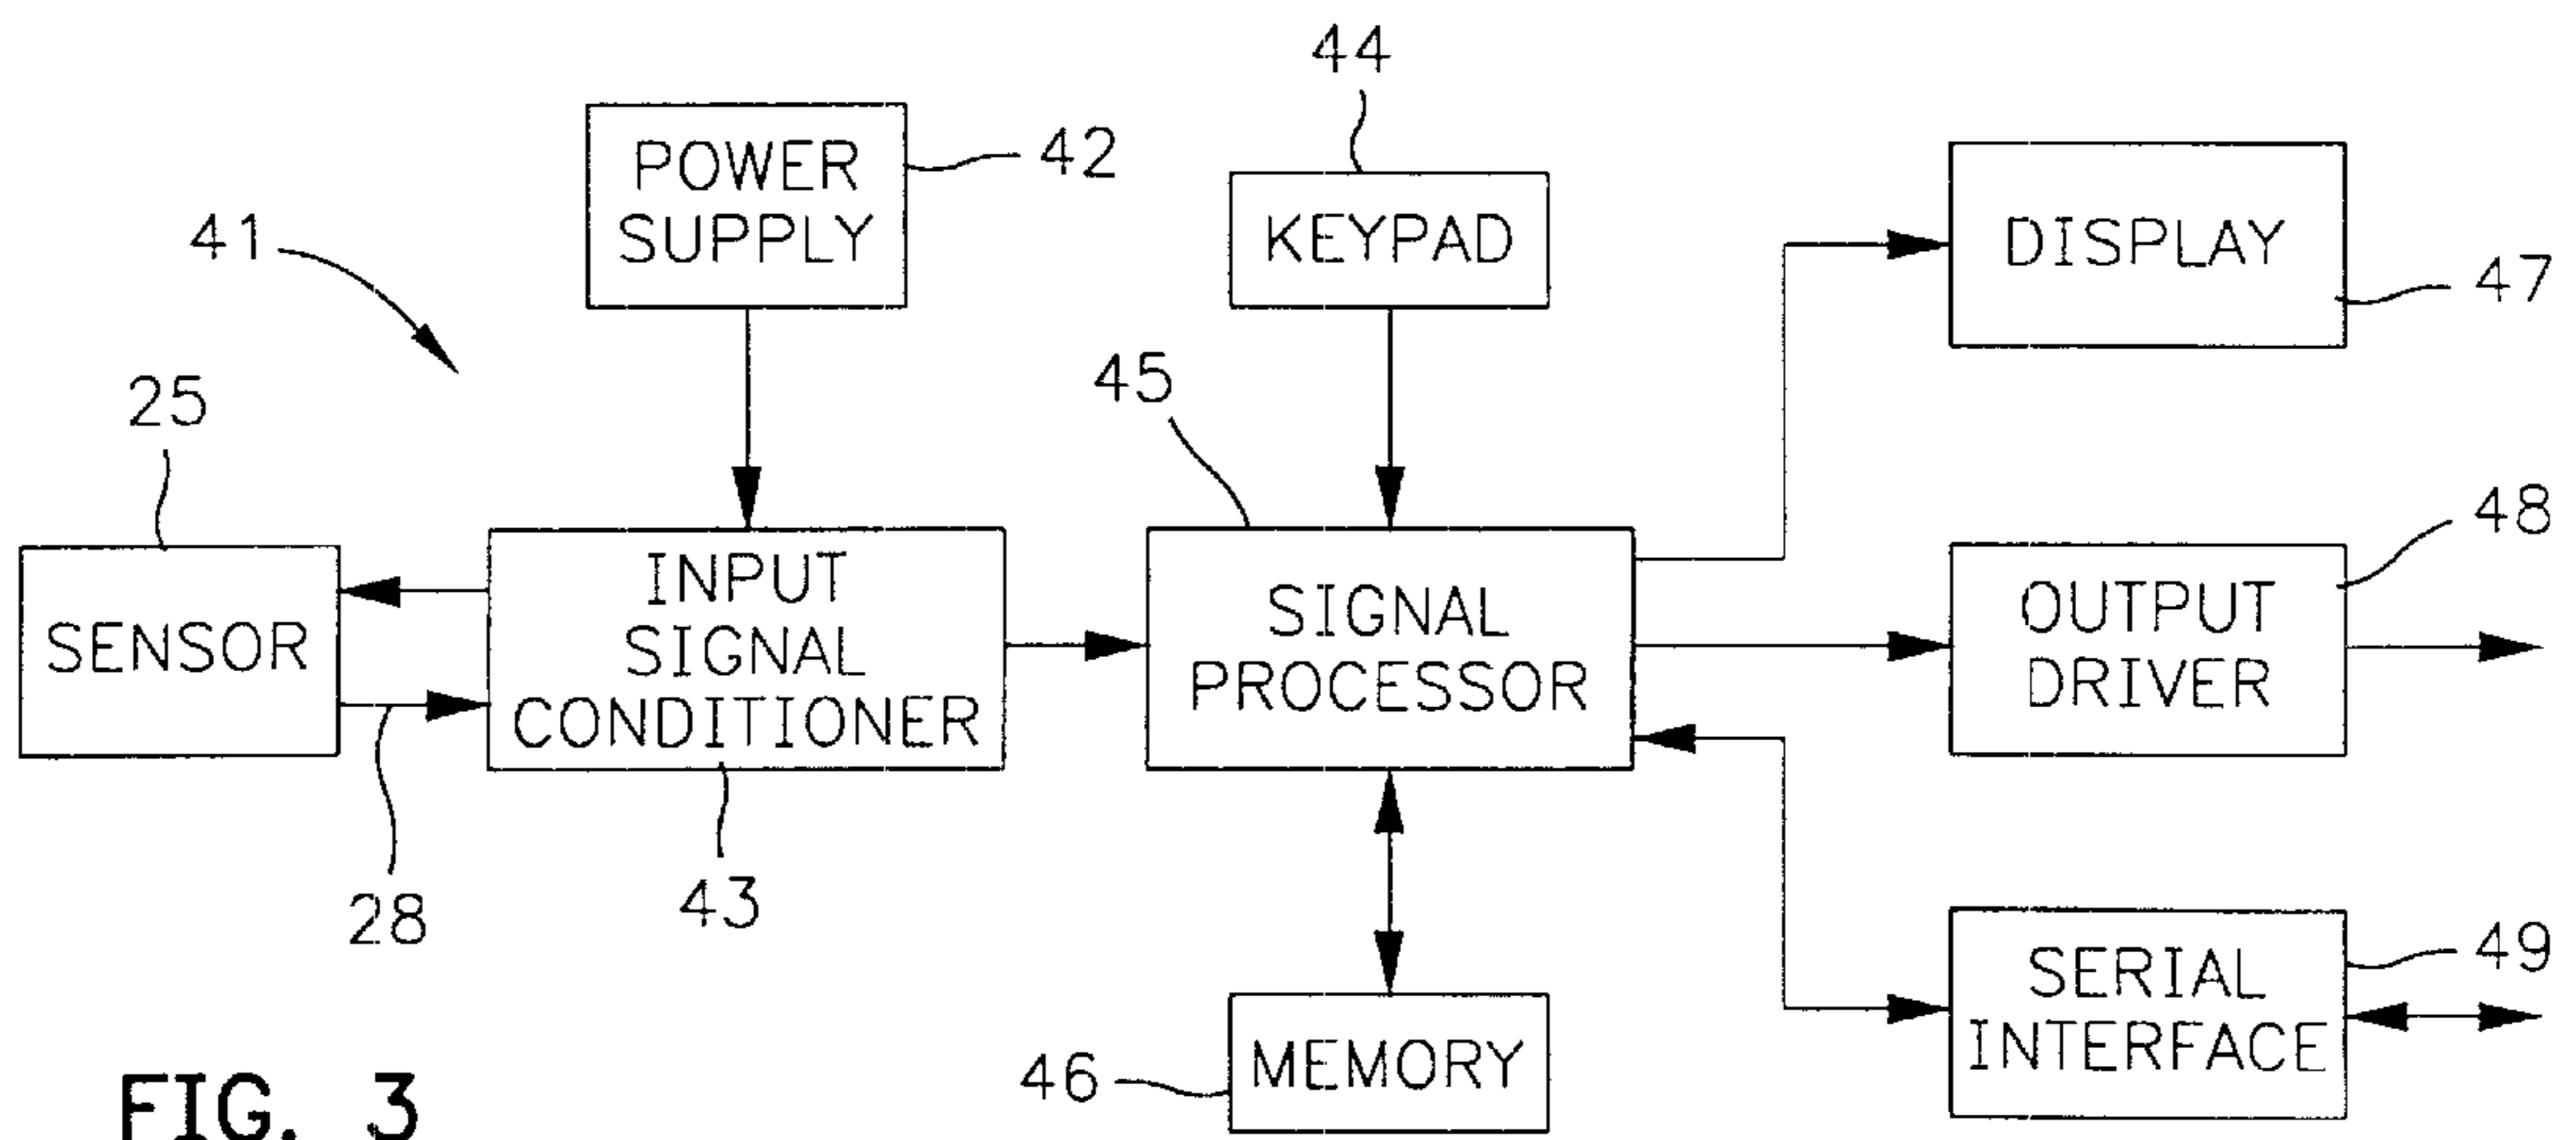 44
POWER
SUPPLY
42
KEYPAD
DISPLAY
47
41
45
25
SENSOR
INPUT
SIGNAL
CONDITIONER
SIGNAL
PROCESSOR
OUTPUT
DRIVER
48
28
43
SERIAL
INTERFACE
49
46
MEMORY
FIG. 3